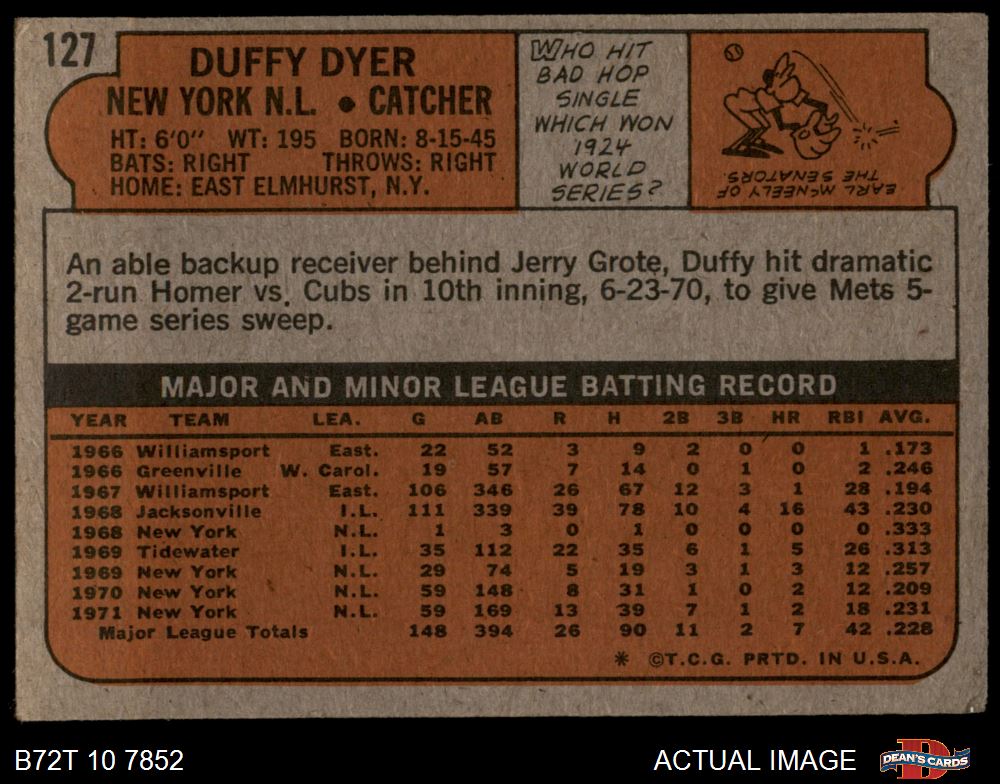 127
DUFFY DYER
NEW YORK N.L. • CATCHER
HT: 6'0" WT: 195 BORN: 8-15-45
BATS: RIGHT THROWS: RIGHT
HOME: EAST ELMHURST, N.Y.
WHO HIT
BAD HOP
SINGLE
WHICH WON
1924
WORLD
SERIES?
EARL McNEELY OF
THE SENATORS.
An able backup receiver behind Jerry Grote, Duffy hit dramatic
2-run Homer vs. Cubs in 10th inning, 6-23-70, to give Mets 5-
game series sweep.
MAJOR AND MINOR LEAGUE BATTING RECORD
YEAR TEAM LEA. G AB R H 2B 3B HR RBI AVG.
1966 Williamsport East. 22 52 3 9 2 0 0 1 .173
1966 Greenville W. Carol. 19 57 7 14 0 1 0 2 .246
1967 Williamsport East. 106 346 26 67 12 3 1 28 .194
1968 Jacksonville I.L. 111 339 39 78 10 4 16 43 .230
1968 New York N.L. 1 3 0 1 0 0 0 0 .333
1969 Tidewater I.L. 35 112 22 35 6 1 5 26 .313
1969 New York N.L. 29 74 5 19 3 1 3 12 .257
1970 New York N.L. 59 148 8 31 1 0 2 12 .209
1971 New York N.L. 59 169 13 39 7 1 2 18 .231
Major League Totals 148 394 26 90 11 2 7 42 .228
* ©T.C.G. PRTD. IN U.S.A.
B72T 10 7852
ACTUAL IMAGE
DEAN'S CARDS